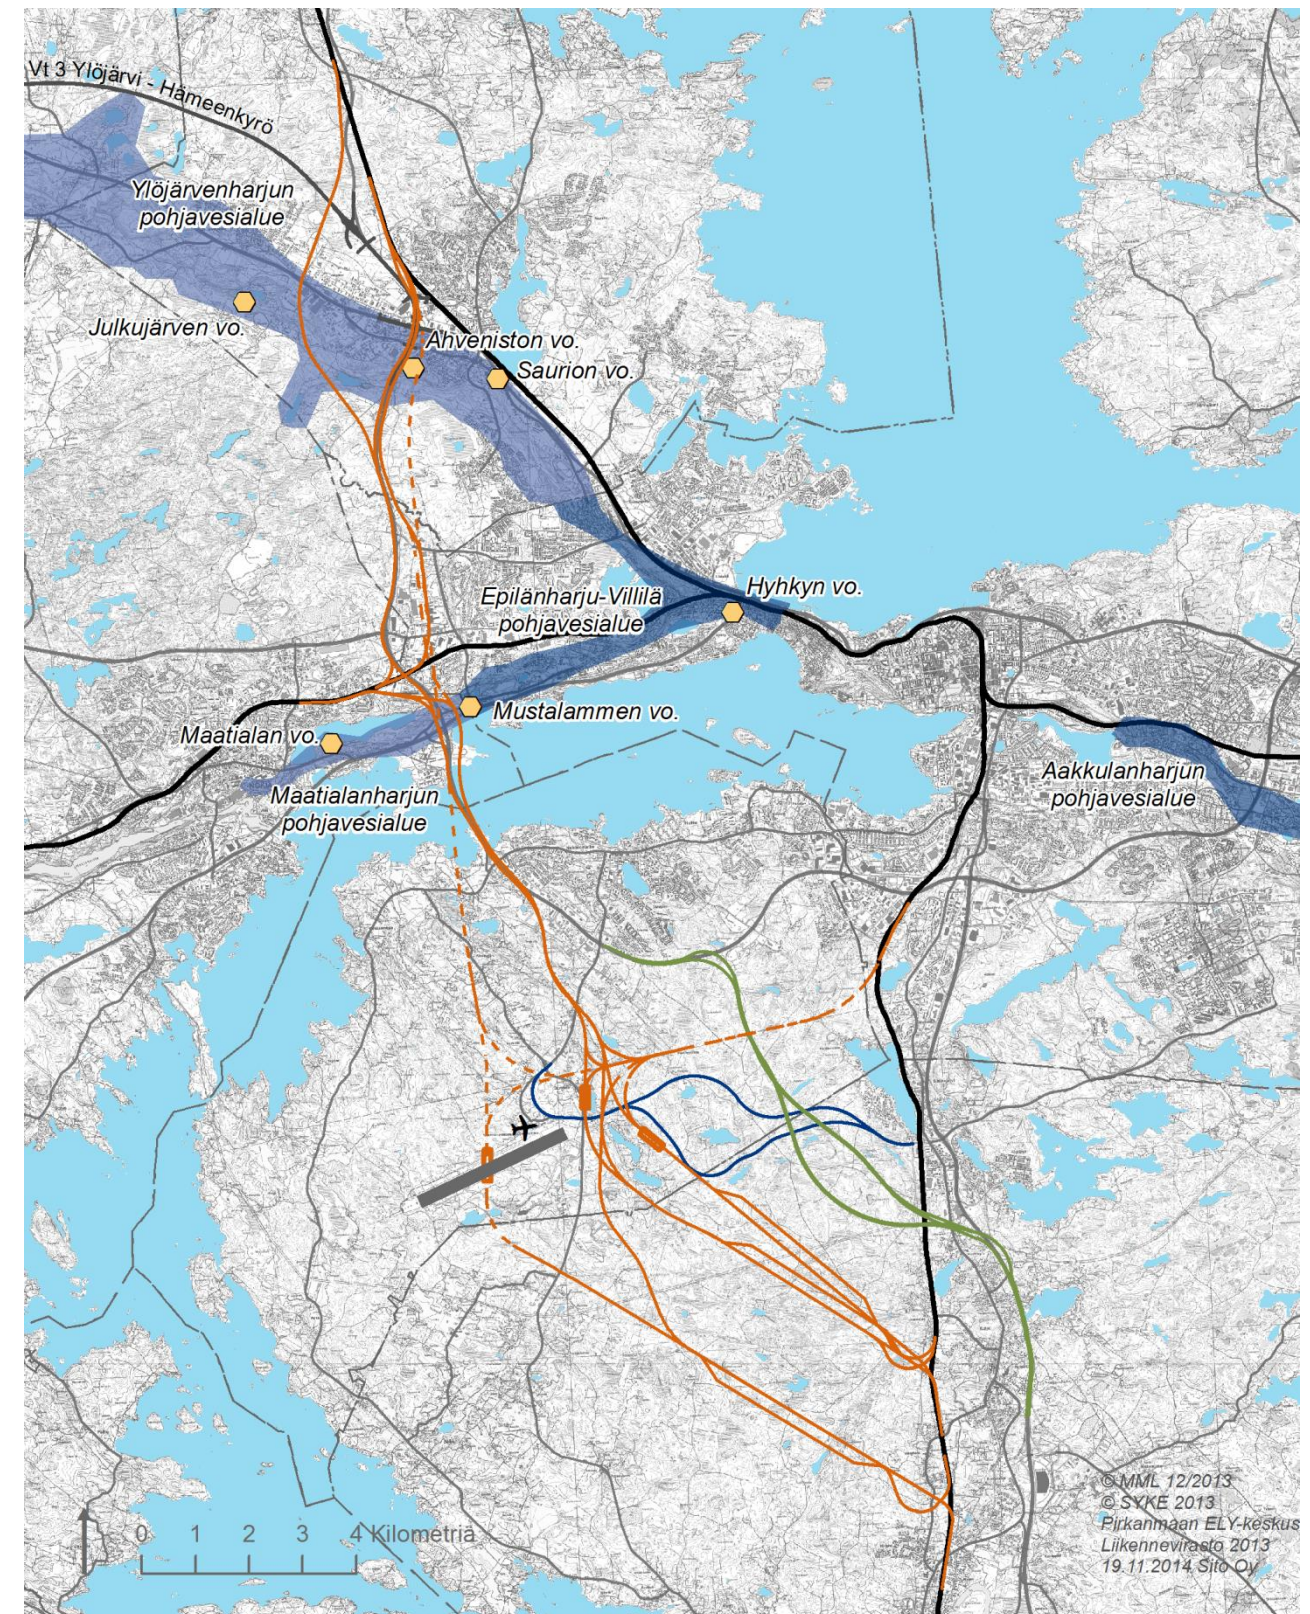 Vt 3 Ylöjärvi - Hämeenkyrö
Ylöjärvenharjun
pohjavesialue
Julkujärven vo.
Ahveniston vo.
Saurion vo.
Epilänharju-Villilä
pohjavesialue
Hyhkyn vo.
Mustalammen vo.
Maatialan vo.
Maatialanharjun
pohjavesialue
Aakkulanharjun
pohjavesialue
0 1 2 3 4 Kilometriä
© MML 12/2013
© SYKE 2013
Pirkanmaan ELY-keskus
Liikennevirasto 2013
19.11.2014 Sito Oy